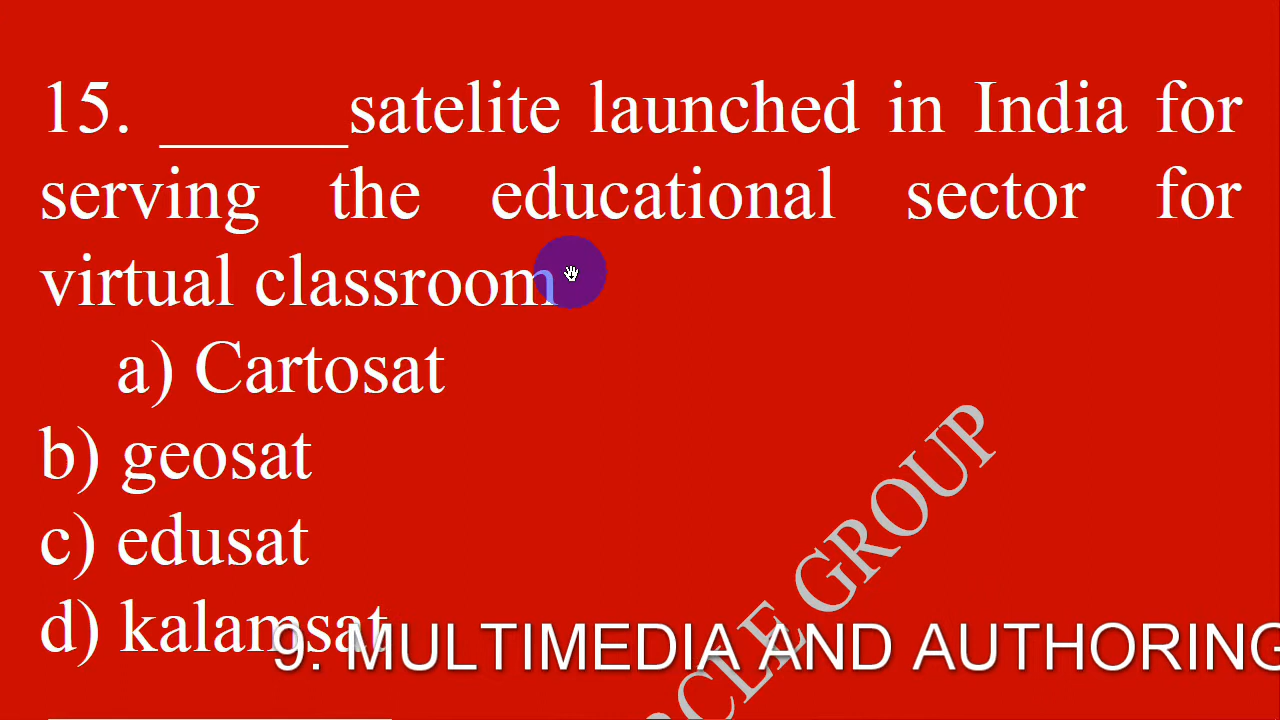 15. _____satelite launched in India for
serving the educational sector for
virtual classroom
a) Cartosat
b) geosat
c) edusat
d) kalamsat
9. MULTIMEDIA AND AUTHORING
GROUP